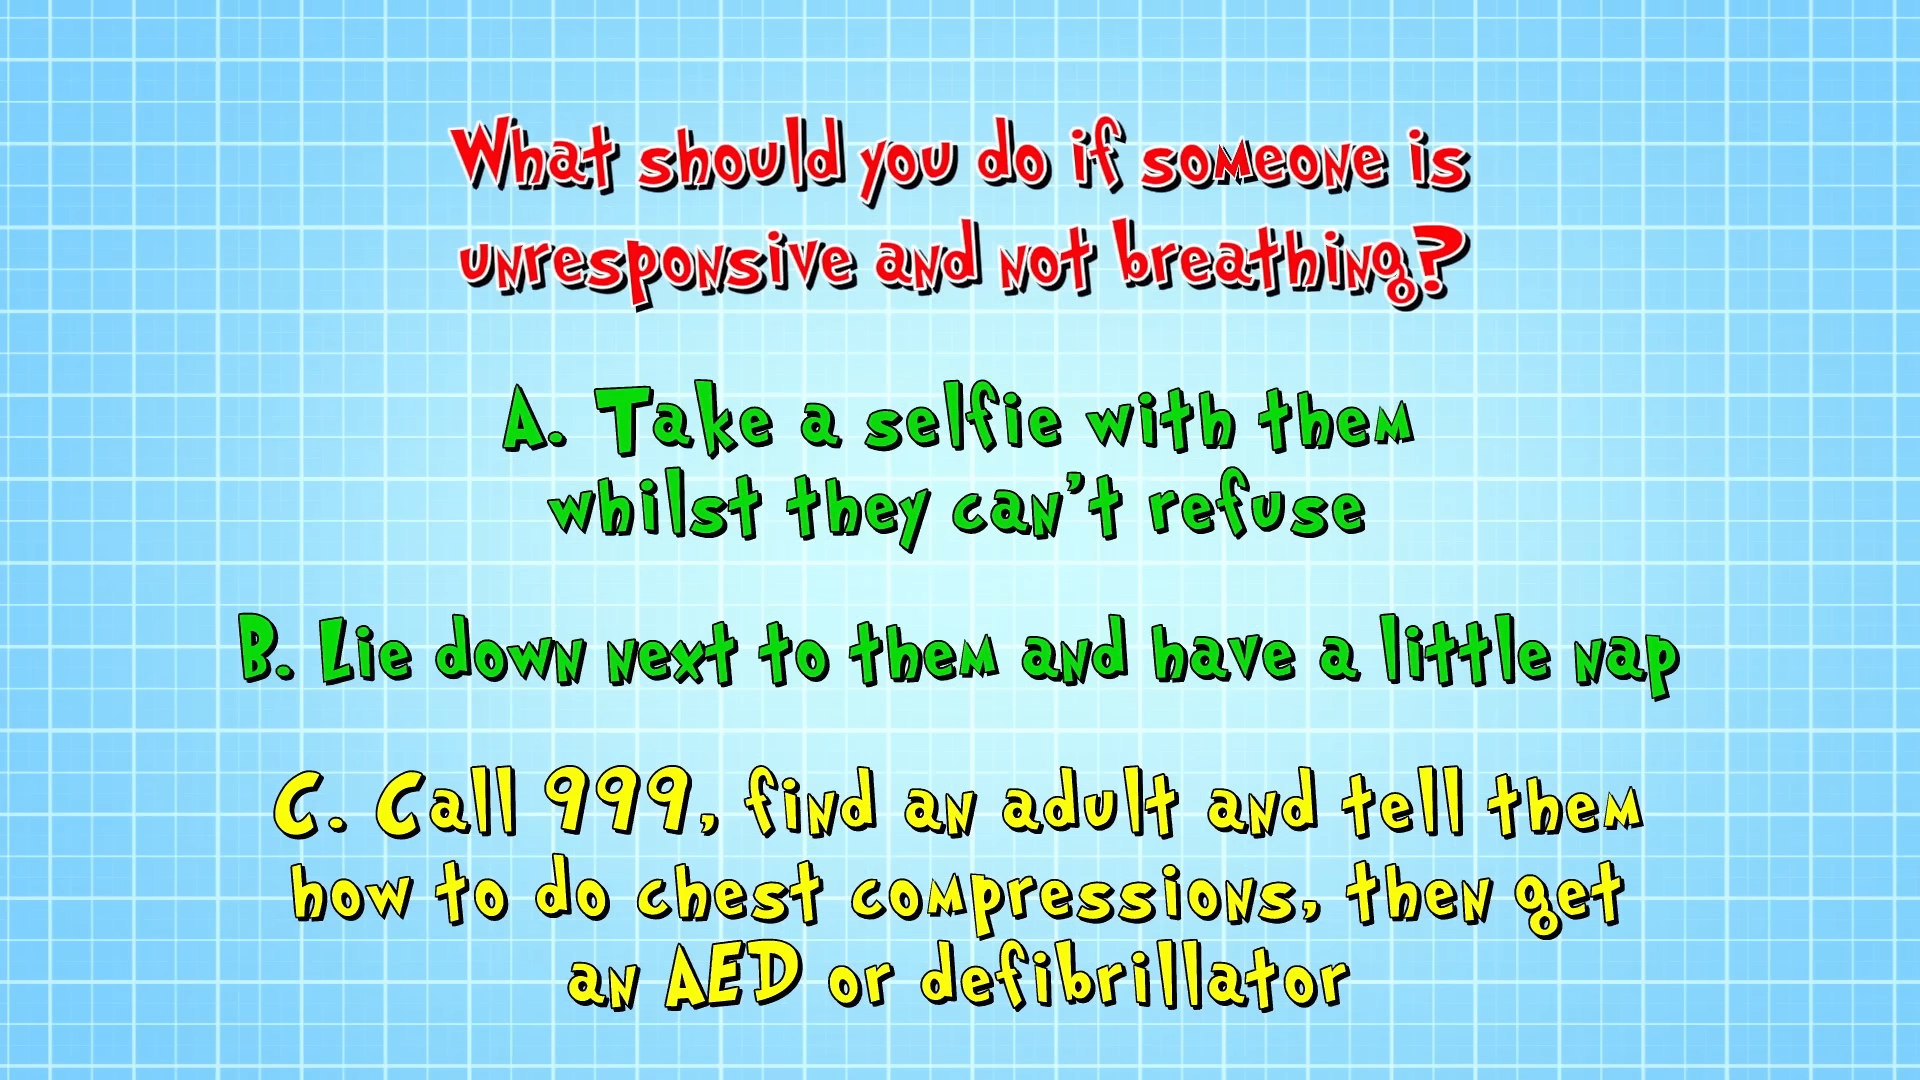 What should you do if someone is
unresponsive and not breathing?
A. Take a selfie with them
whilst they can't refuse
B. Lie down next to them and have a little nap
C. Call 999, find an adult and tell them
how to do chest compressions, then get
an AED or defibrillator